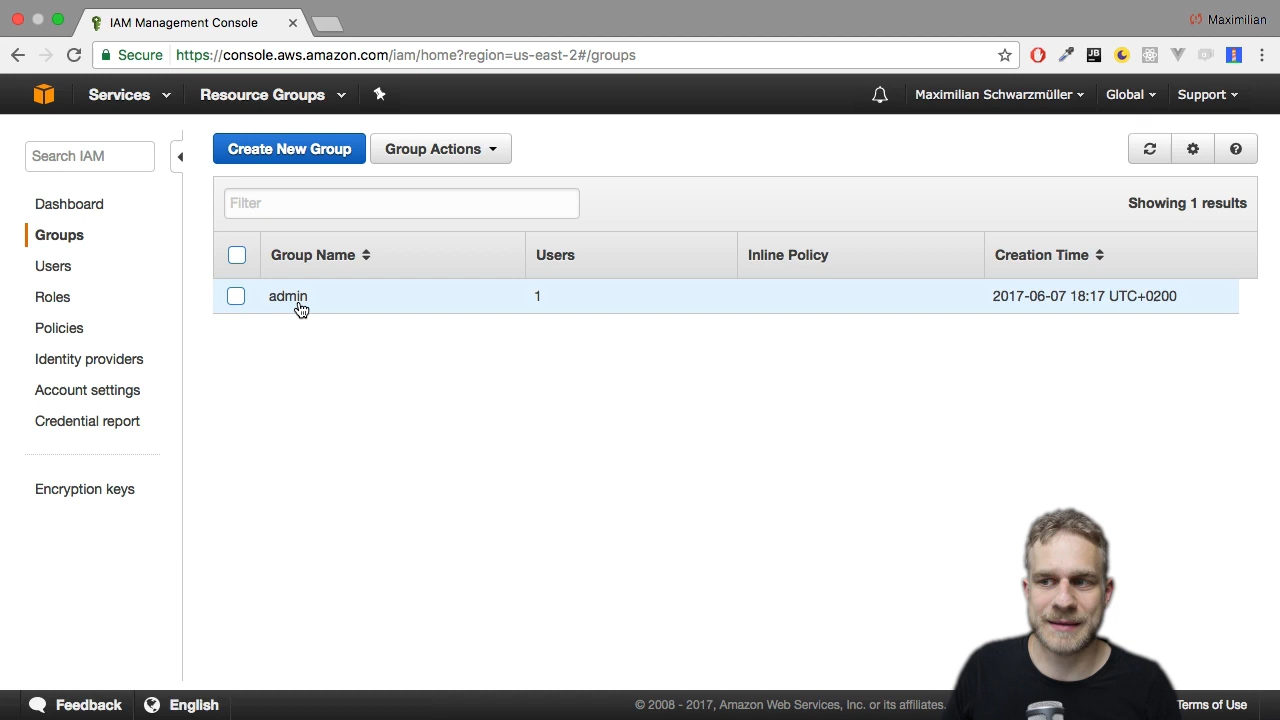 IAM Management Console
Maximilian
Secure
https://console.aws.amazon.com/iam/home?region=us-east-2#/groups
JB
Services
Resource Groups
Maximilian Schwarzmüller
Global
Support
Search IAM
Dashboard
Groups
Users
Roles
Policies
Identity providers
Account settings
Credential report
Encryption keys
Create New Group
Group Actions
Filter
Showing 1 results
Group Name
Users
Inline Policy
Creation Time
admin
1
2017-06-07 18:17 UTC+0200
Feedback
English
© 2008 - 2017, Amazon Web Services, Inc. or its affiliates.
Terms of Use